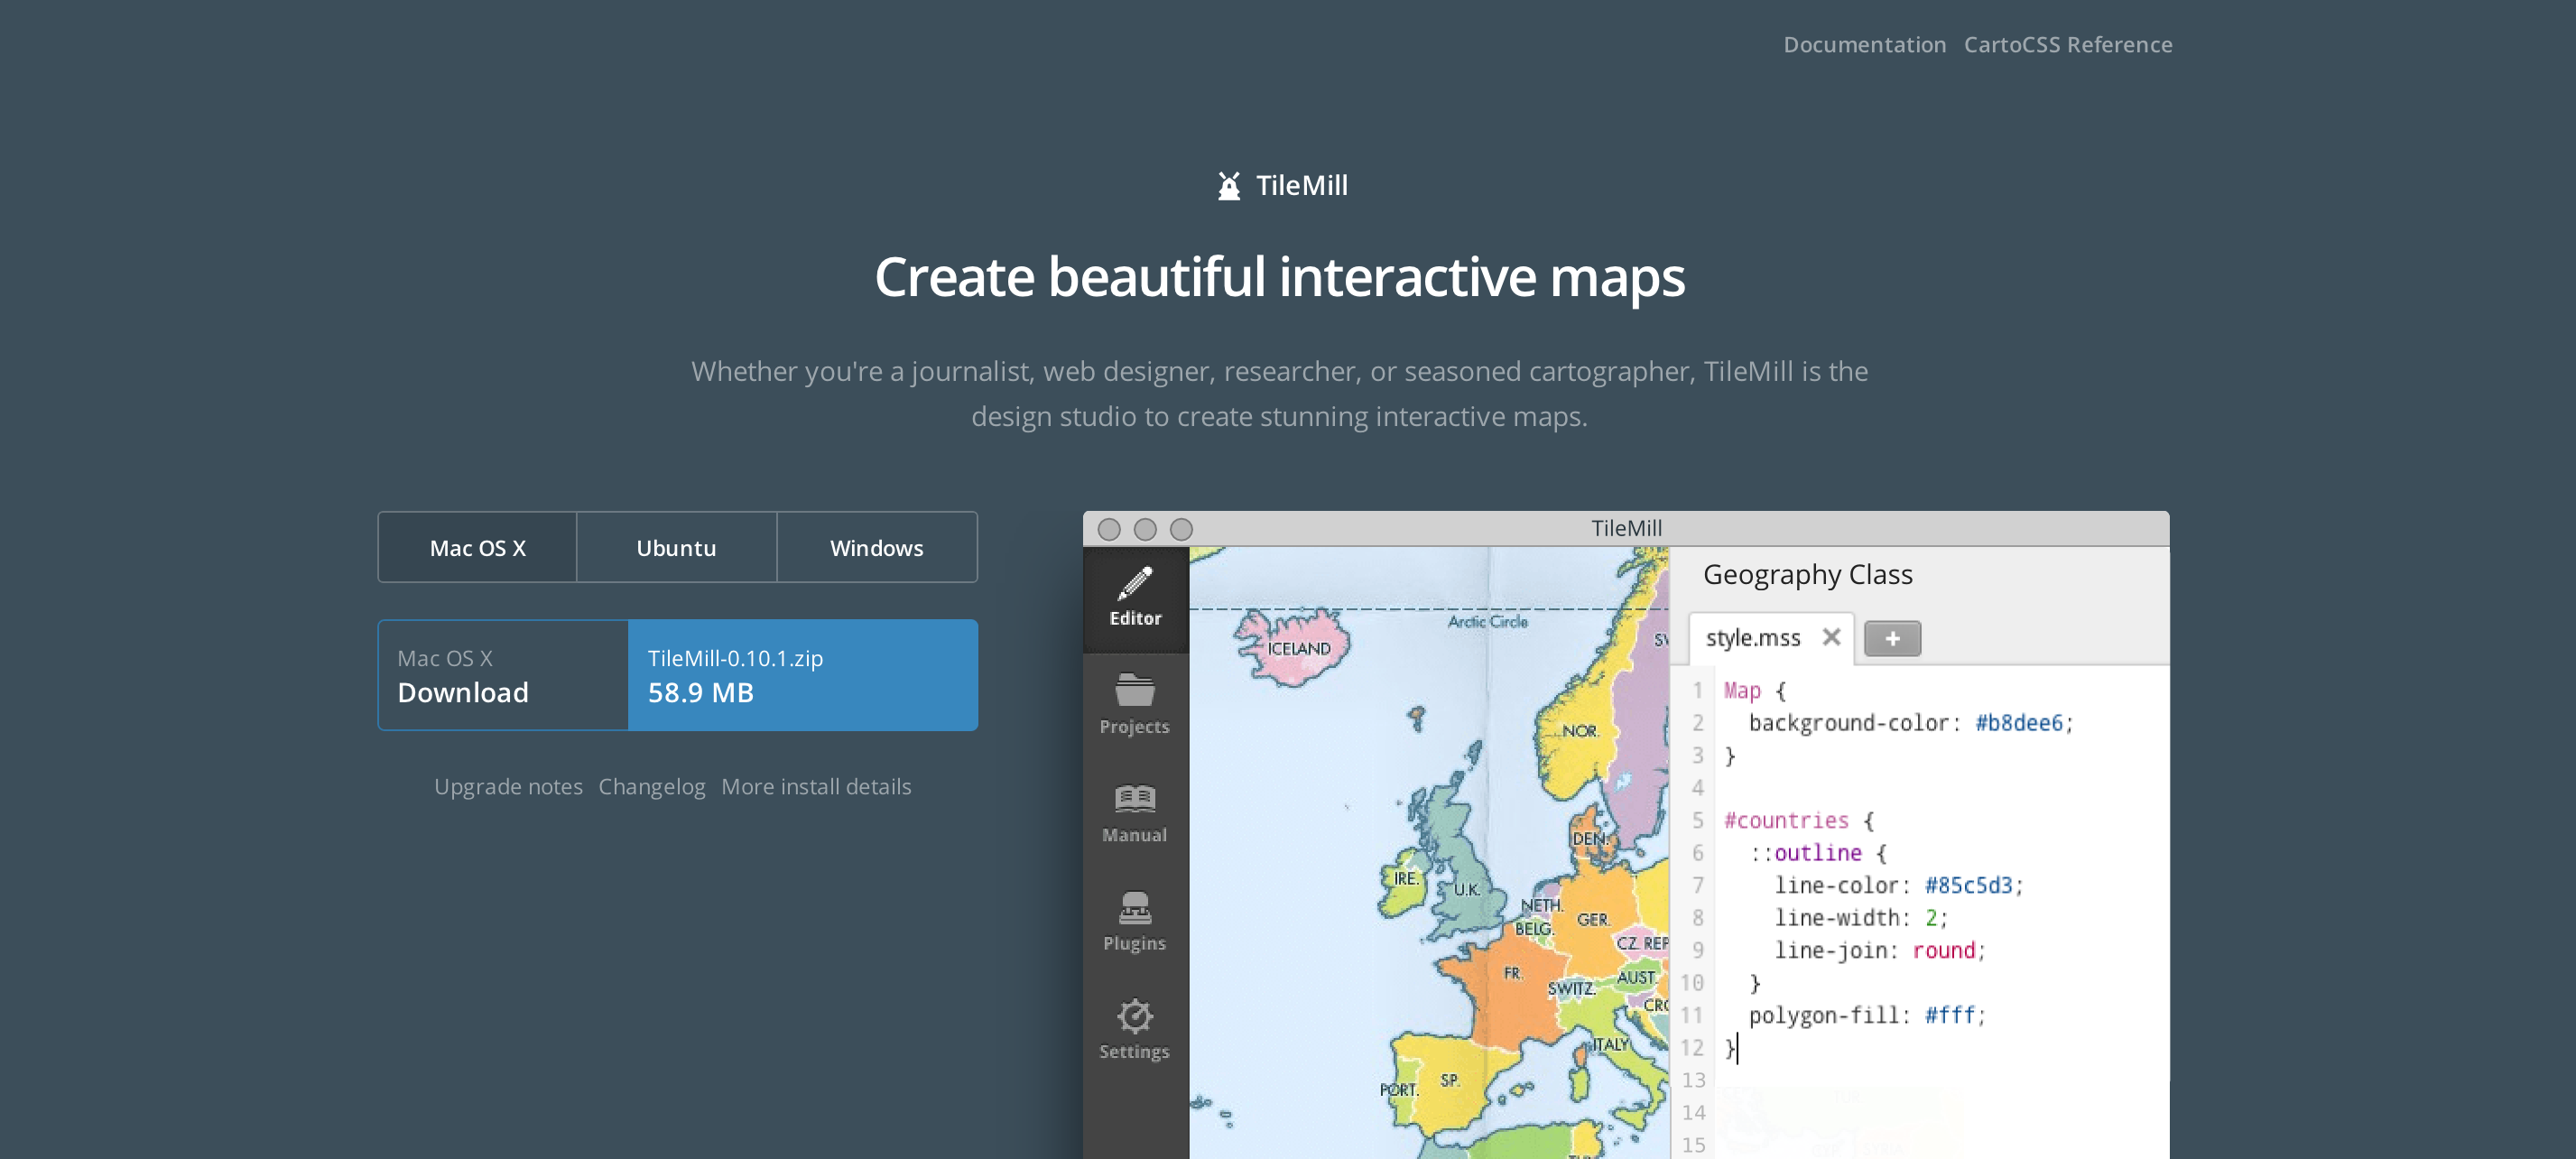 Documentation CartoCSS Reference
TileMill
Create beautiful interactive maps
Whether you're a journalist, web designer, researcher, or seasoned cartographer, TileMill is the
design studio to create stunning interactive maps.
Mac OS X Ubuntu Windows
Mac OS X
Download
TileMill-0.10.1.zip
58.9 MB
Upgrade notes Changelog More install details
TileMill
Editor
Projects
Manual
Plugins
Settings
Arctic Circle
ICELAND
NOR.
DEN.
IRE.
U.K.
NETH.
BELG.
GER.
CZ. REP
FR.
SWITZ.
AUST.
CRO
ITALY
PORT.
SP.
Geography Class
style.mss
1 Map {
2 background-color: #b8dee6;
3 }
4
5 #countries {
6 ::outline {
7 line-color: #85c5d3;
8 line-width: 2;
9 line-join: round;
10 }
11 polygon-fill: #fff;
12 }
13
14
15